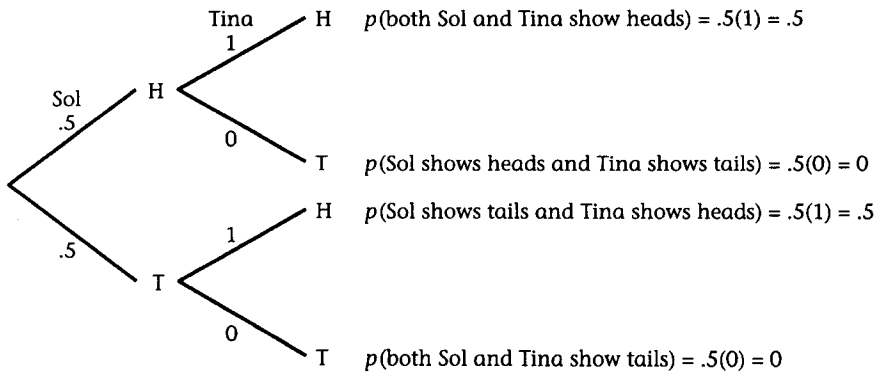 Tina
1
H p(both Sol and Tina show heads) = .5(1) = .5
Sol
.5
H
0
T p(Sol shows heads and Tina shows tails) = .5(0) = 0
H p(Sol shows tails and Tina shows heads) = .5(1) = .5
1
.5
T
0
T p(both Sol and Tina show tails) = .5(0) = 0